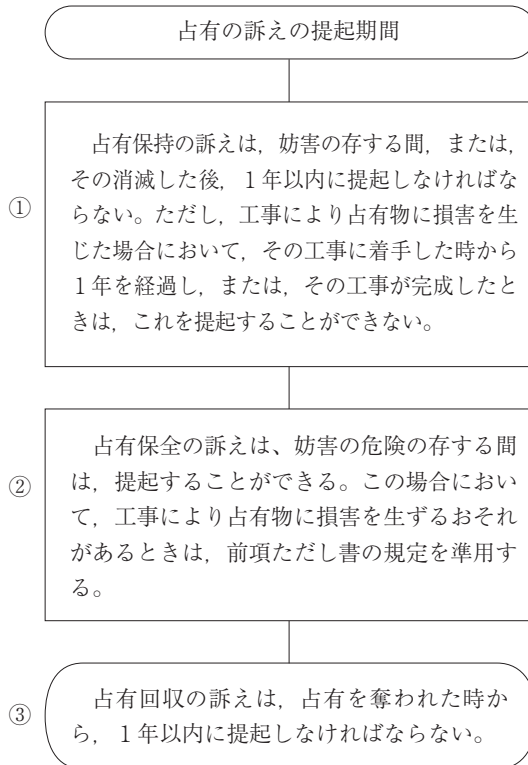 占有の訴えの提起期間
① 占有保持の訴えは，妨害の存する間，または，
その消滅した後，１年以内に提起しなければな
らない。ただし，工事により占有物に損害を生
じた場合において，その工事に着手した時から
１年を経過し，または，その工事が完成したと
きは，これを提起することができない。
② 占有保全の訴えは、妨害の危険の存する間
は，提起することができる。この場合におい
て，工事により占有物に損害を生ずるおそれ
があるときは，前項ただし書の規定を準用す
る。
③ 占有回収の訴えは，占有を奪われた時か
ら，１年以内に提起しなければならない。